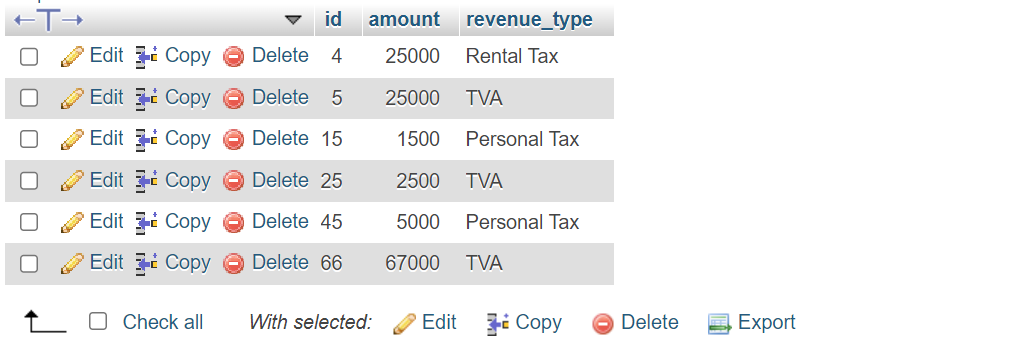 id amount revenue_type
Edit Copy Delete 4 25000 Rental Tax
Edit Copy Delete 5 25000 TVA
Edit Copy Delete 15 1500 Personal Tax
Edit Copy Delete 25 2500 TVA
Edit Copy Delete 45 5000 Personal Tax
Edit Copy Delete 66 67000 TVA
Check all With selected: Edit Copy Delete Export